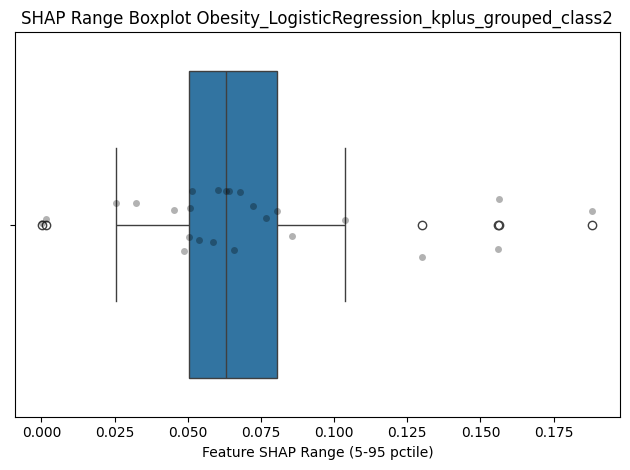 SHAP Range Boxplot Obesity_LogisticRegression_kplus_grouped_class2
0.000 0.025 0.050 0.075 0.100 0.125 0.150 0.175
Feature SHAP Range (5-95 pctile)